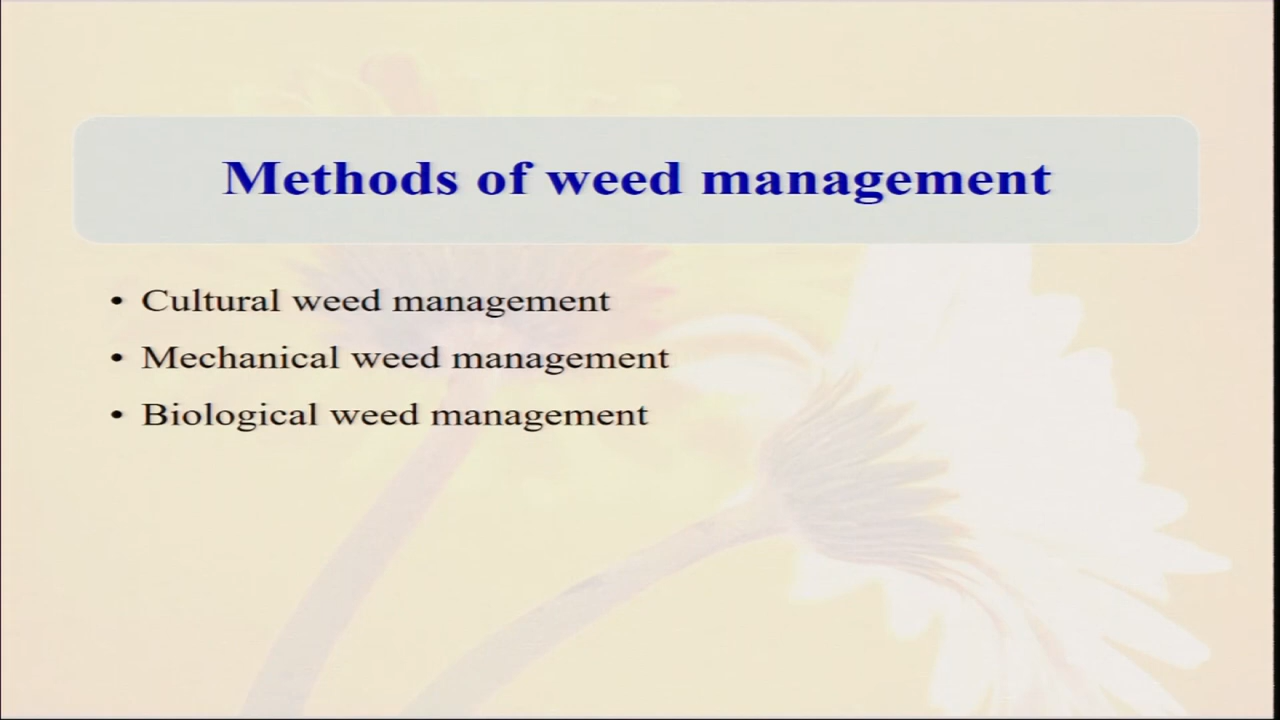 Methods of weed management
• Cultural weed management
• Mechanical weed management
• Biological weed management